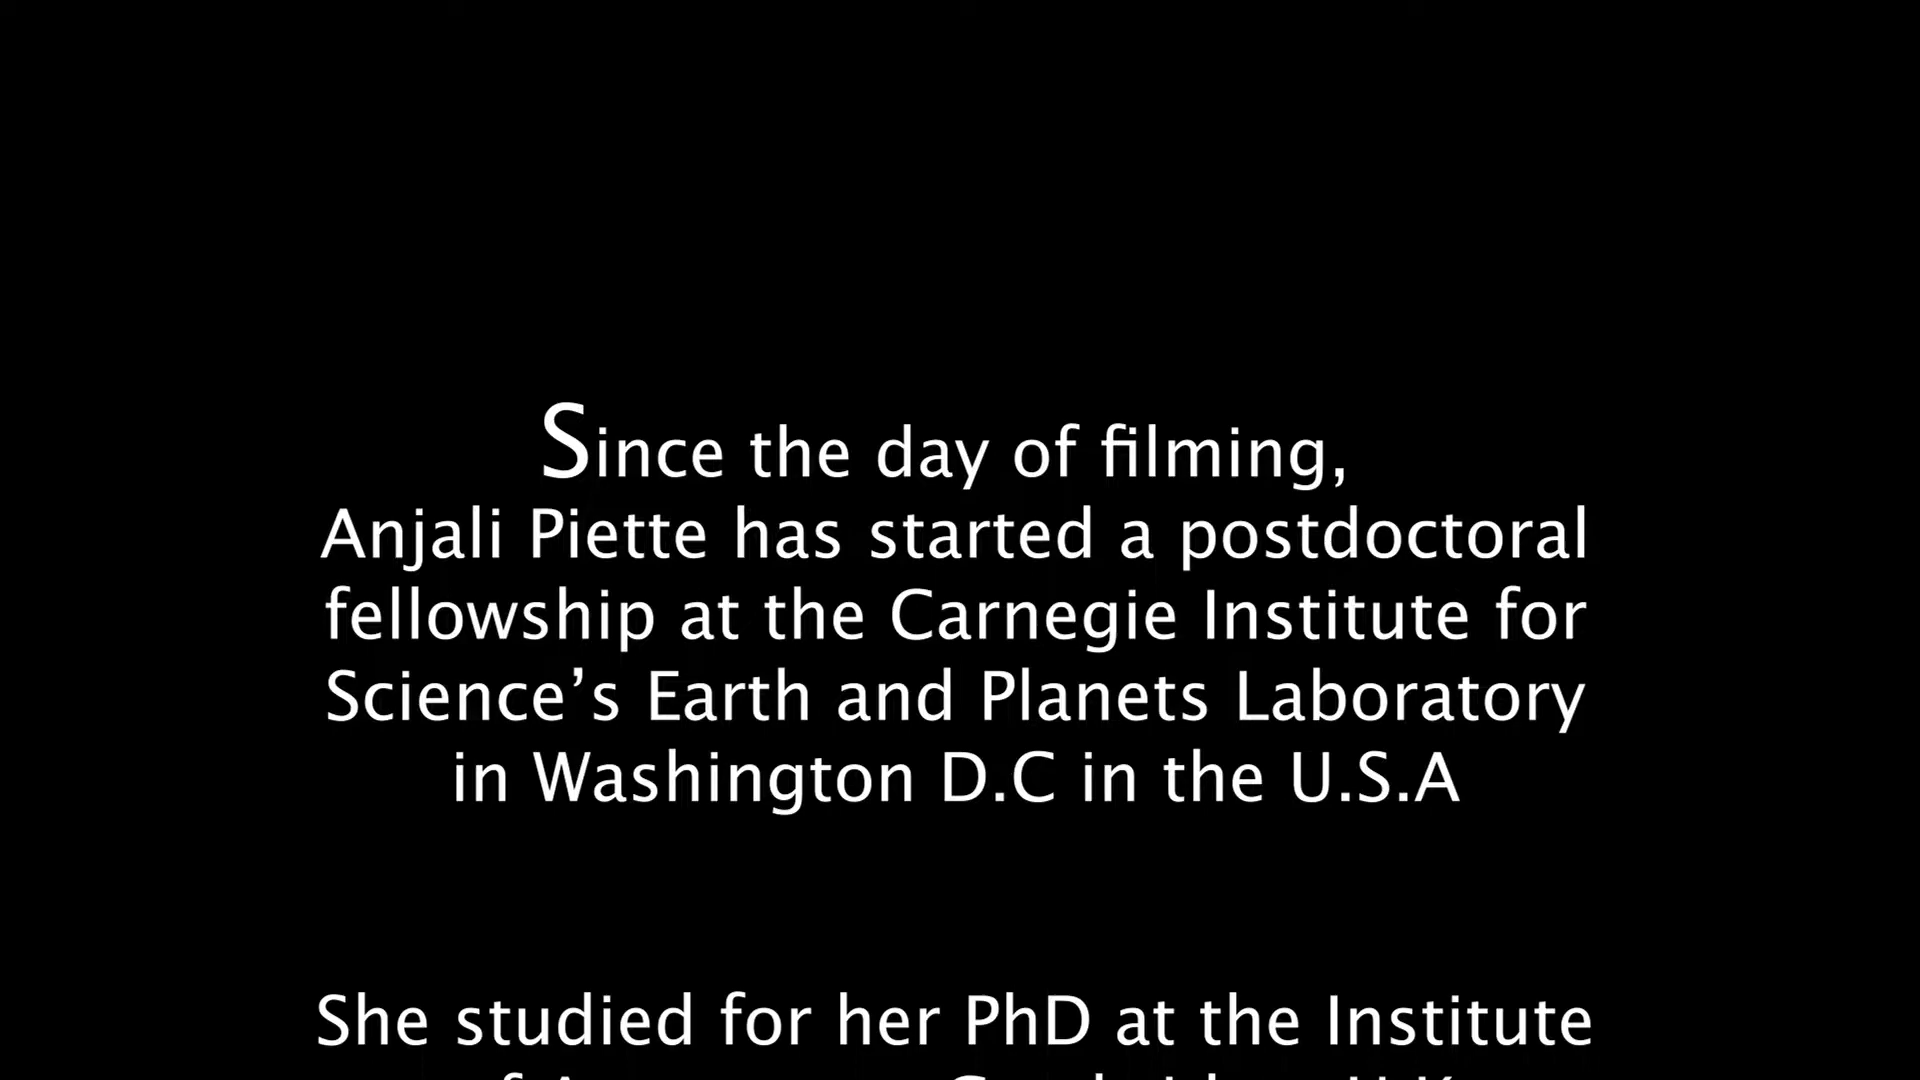 Since the day of filming,
Anjali Piette has started a postdoctoral
fellowship at the Carnegie Institute for
Science’s Earth and Planets Laboratory
in Washington D.C in the U.S.A
She studied for her PhD at the Institute